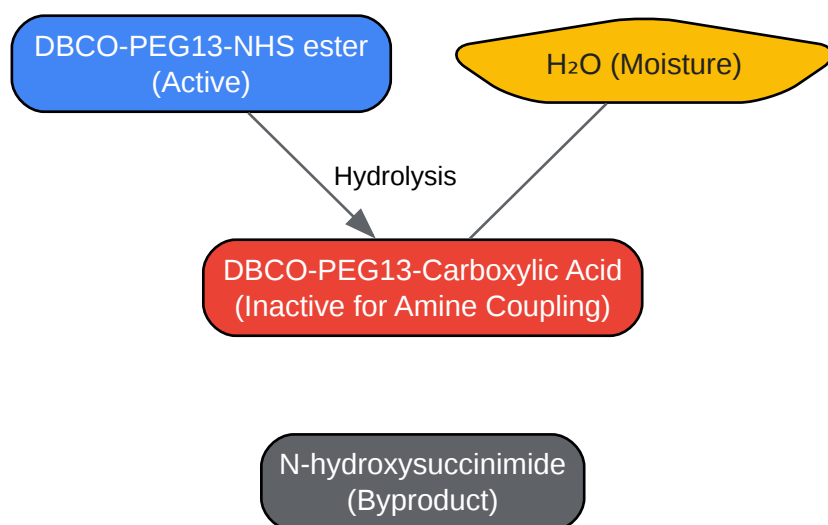 DBCO-PEG13-NHS ester
(Active)
H₂O (Moisture)
Hydrolysis
DBCO-PEG13-Carboxylic Acid
(Inactive for Amine Coupling)
N-hydroxysuccinimide
(Byproduct)